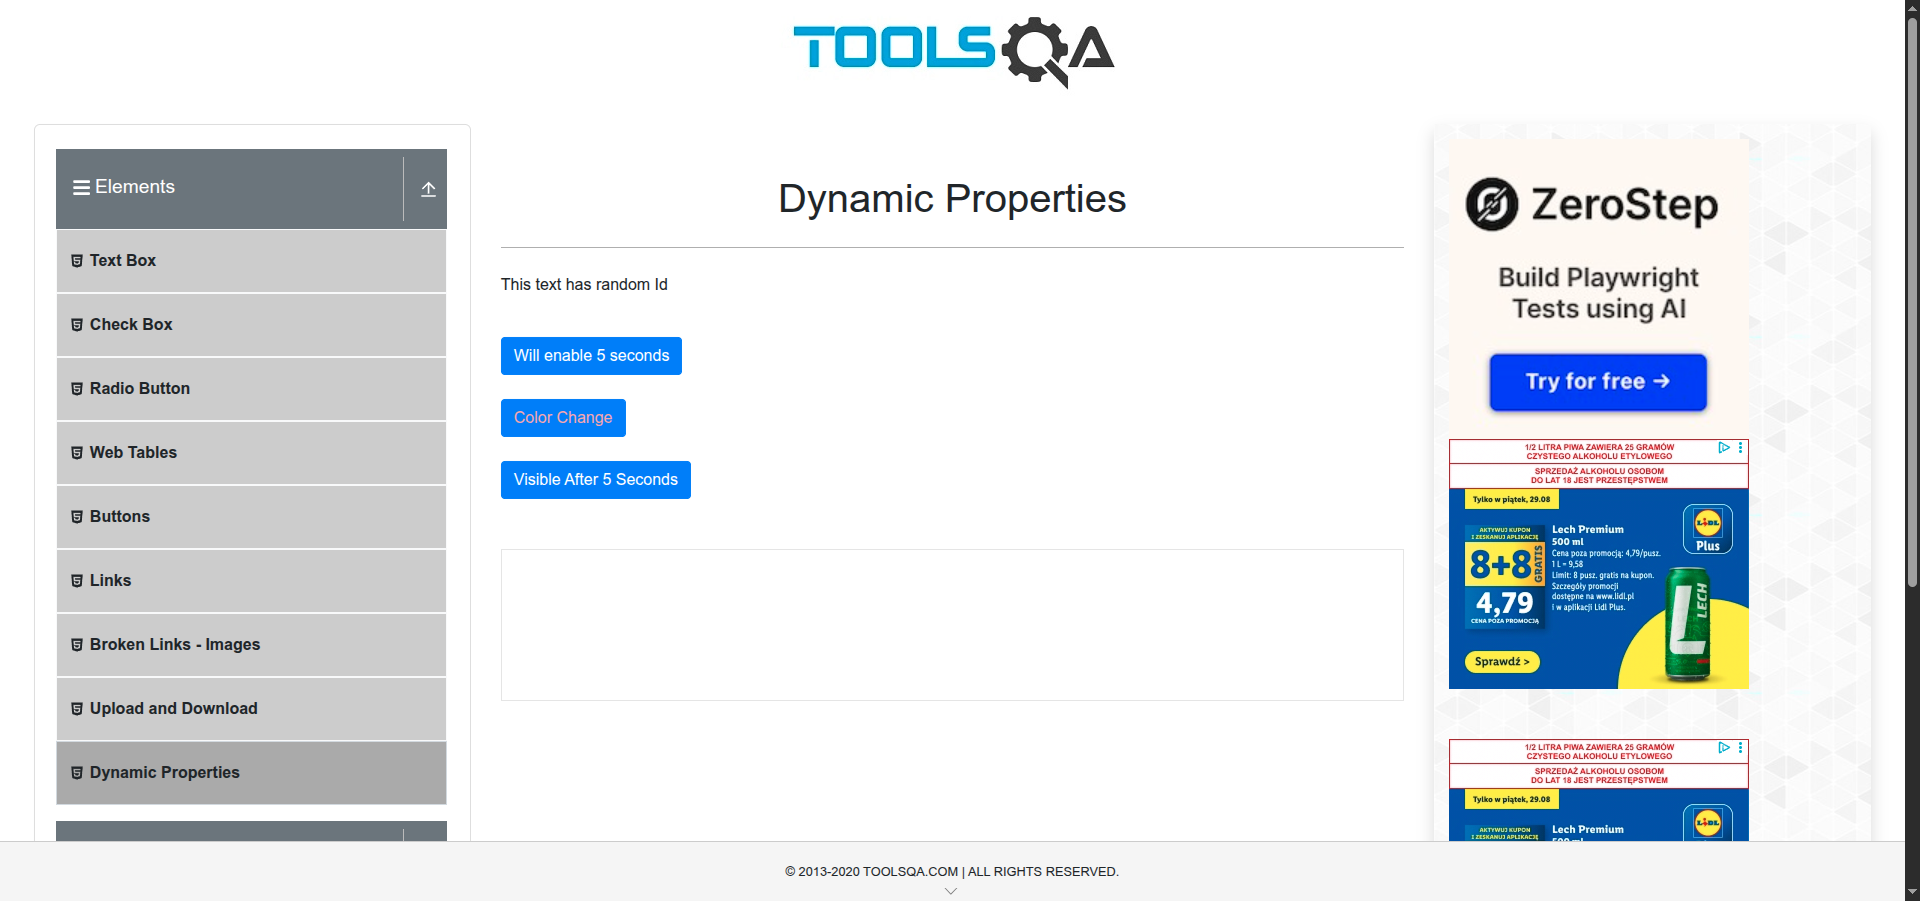 TOOLSQA
Elements
Text Box
Check Box
Radio Button
Web Tables
Buttons
Links
Broken Links - Images
Upload and Download
Dynamic Properties
Dynamic Properties
This text has random Id
Will enable 5 seconds
Color Change
Visible After 5 Seconds
ZeroStep
Build Playwright
Tests using AI
Try for free →
1/2 LITRA PIWA ZAWIERA 25 GRAMÓW
CZYSTEGO ALKOHOLU ETYLOWEGO
SPRZEDAŻ ALKOHOLU OSOBOM
DO LAT 18 JEST PRZESTĘPSTWEM
Tylko w piątek, 29.08
AKTYWUJ KUPON
I ZESKANUJ APLIKACJĘ
8+8
GRATIS
4,79
CENA POZA PROMOCJĄ
Lech Premium
500 ml
Cena poza promocją: 4,79/pusz.
1 L = 9,58
Limit: 8 pusz. gratis na kupon.
Szczegóły promocji
dostępne na www.lidl.pl
i w aplikacji Lidl Plus.
LIDL
Plus
L LECH
Sprawdź >
1/2 LITRA PIWA ZAWIERA 25 GRAMÓW
CZYSTEGO ALKOHOLU ETYLOWEGO
SPRZEDAŻ ALKOHOLU OSOBOM
DO LAT 18 JEST PRZESTĘPSTWEM
Tylko w piątek, 29.08
AKTYWUJ KUPON
I ZESKANUJ APLIKACJĘ
Lech Premium
LIDL
© 2013-2020 TOOLSQA.COM | ALL RIGHTS RESERVED.